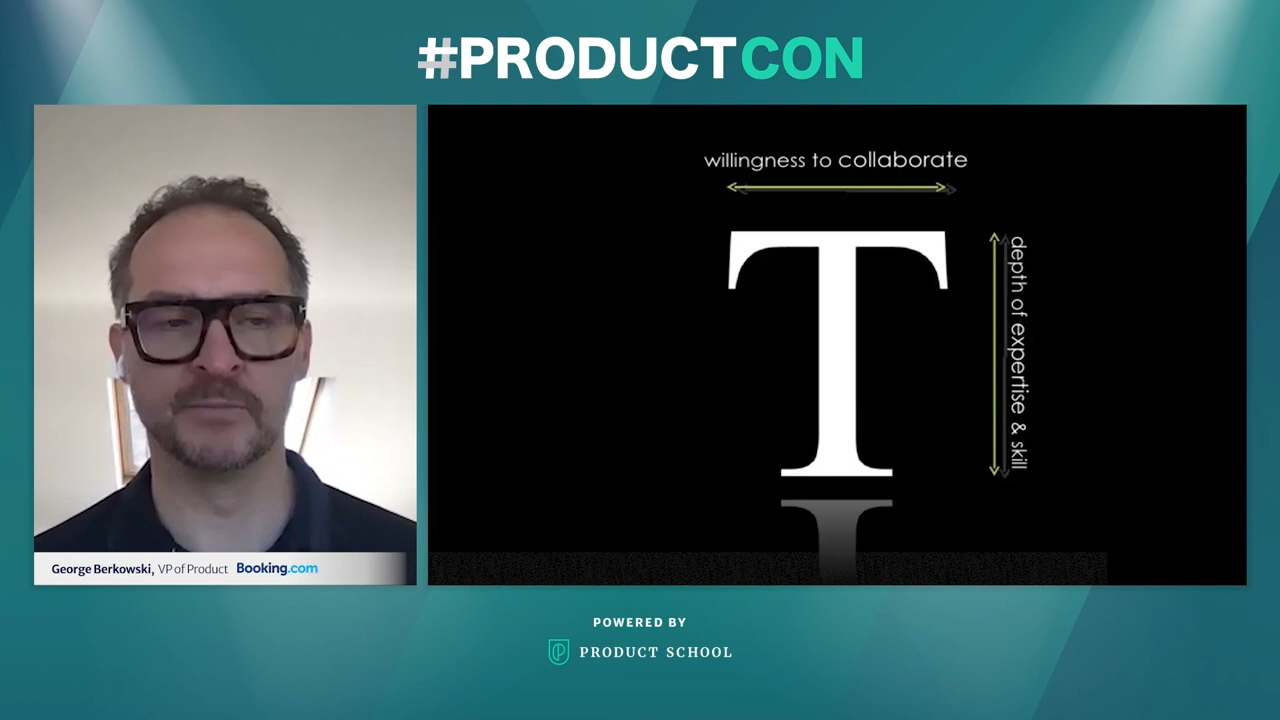 #PRODUCTCON
willingness to collaborate
T
depth of expertise & skill
George Berkowski, VP of Product Booking.com
POWERED BY
PRODUCT SCHOOL